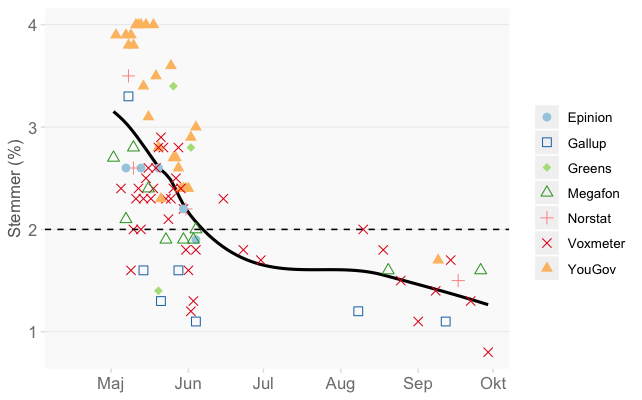 Stemmer (%)
4
3
2
1
Maj Jun Jul Aug Sep Okt
Epinion
Gallup
Greens
Megafon
Norstat
Voxmeter
YouGov